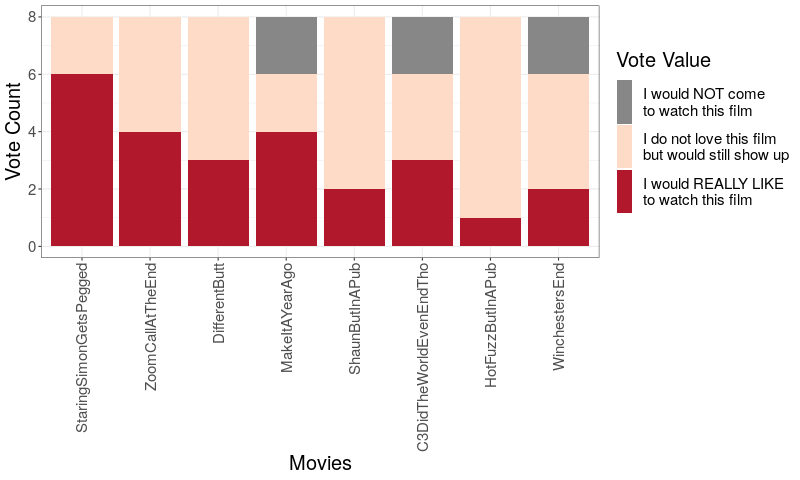 Vote Count
8
6
4
2
0
StaringSimonGetsPegged
ZoomCallAtTheEnd
DifferentButt
MakeItAYearAgo
ShaunButInAPub
C3DidTheWorldEvenEndTho
HotFuzzButInAPub
WinchestersEnd
Movies
Vote Value
I would NOT come
to watch this film
I do not love this film
but would still show up
I would REALLY LIKE
to watch this film